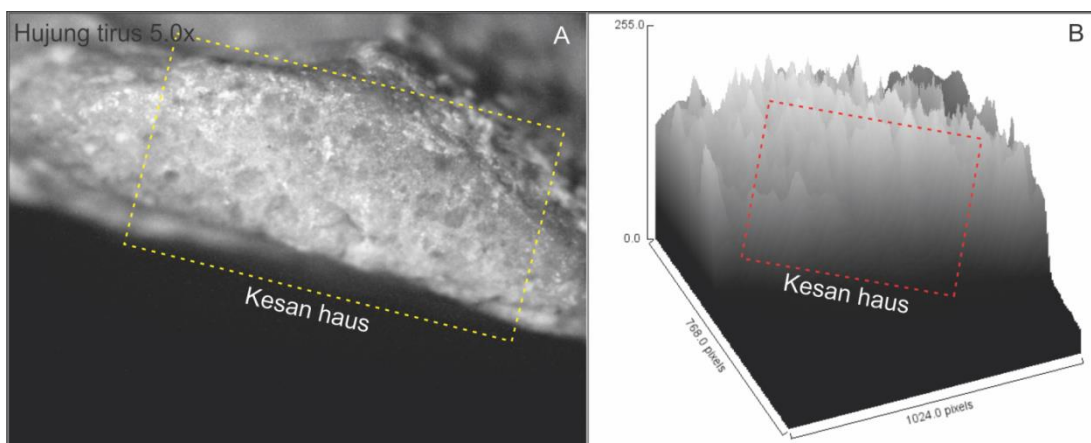 Hujung tirus 5.0x
A
Kesan haus
B
255.0
0.0
Kesan haus
768.0 pixels
1024.0 pixels